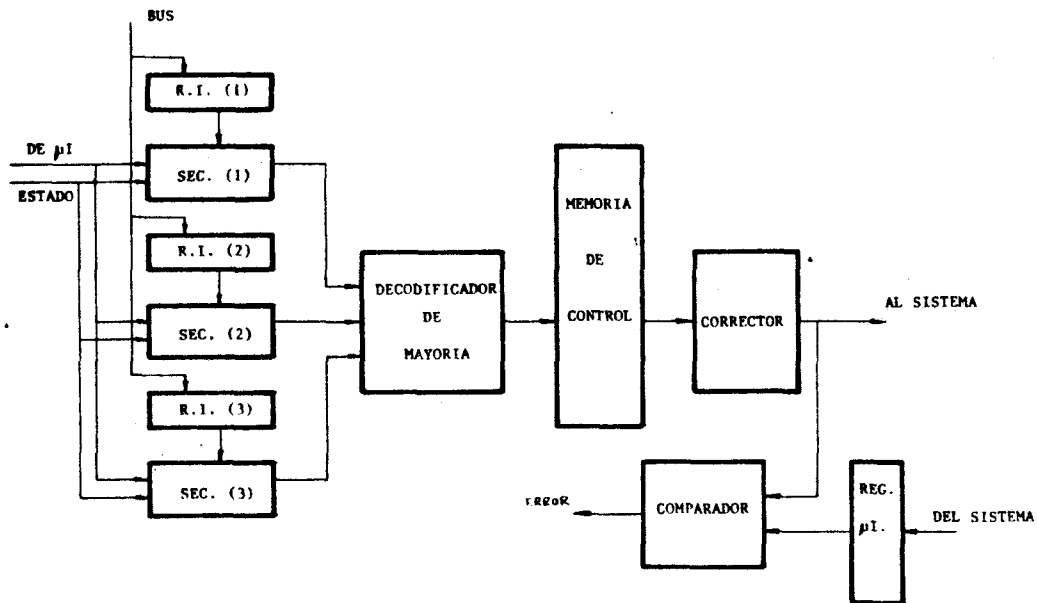 BUS
R.I. (1)
DE µI
SEC. (1)
ESTADO
R.I. (2)
SEC. (2)
R.I. (3)
SEC. (3)
DECODIFICADOR
DE
MAYORIA
MEMORIA
DE
CONTROL
CORRECTOR
AL SISTEMA
ERROR
COMPARADOR
REG.
µI.
DEL SISTEMA